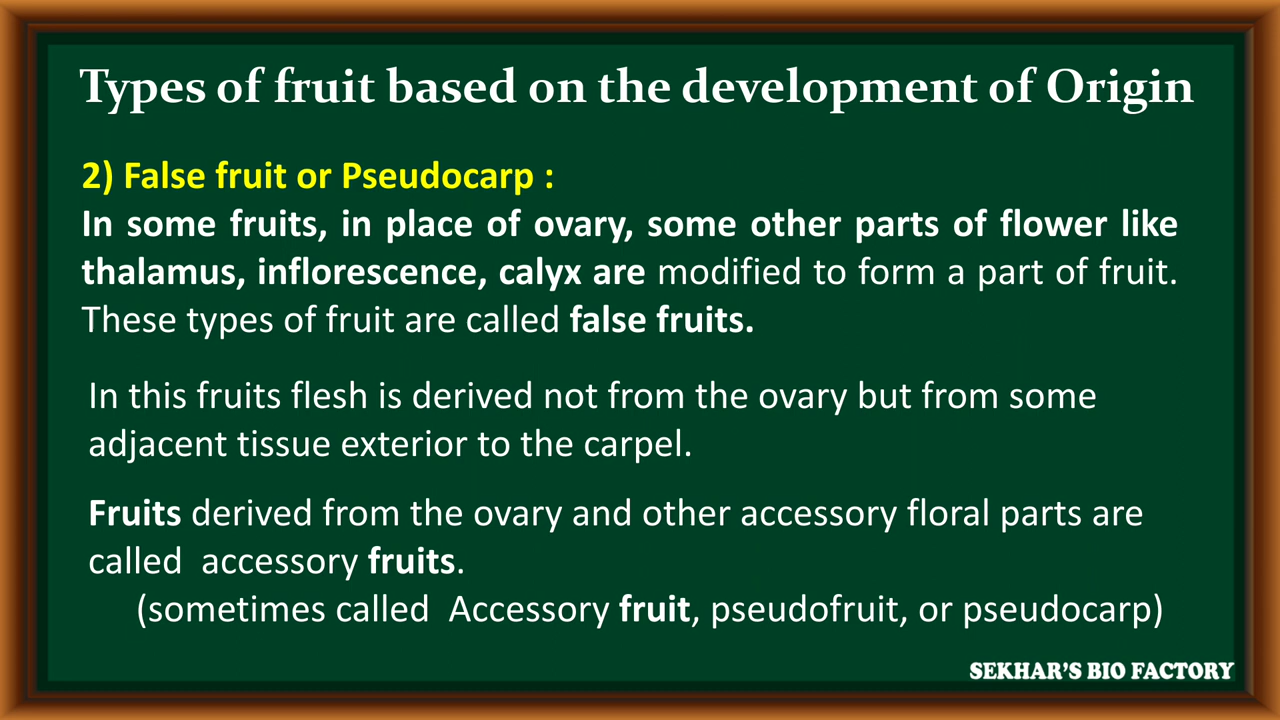 Types of fruit based on the development of Origin
2) False fruit or Pseudocarp :
In some fruits, in place of ovary, some other parts of flower like
thalamus, inflorescence, calyx are modified to form a part of fruit.
These types of fruit are called false fruits.
In this fruits flesh is derived not from the ovary but from some
adjacent tissue exterior to the carpel.
Fruits derived from the ovary and other accessory floral parts are
called accessory fruits.
(sometimes called Accessory fruit, pseudofruit, or pseudocarp)
SEKHAR'S BIO FACTORY